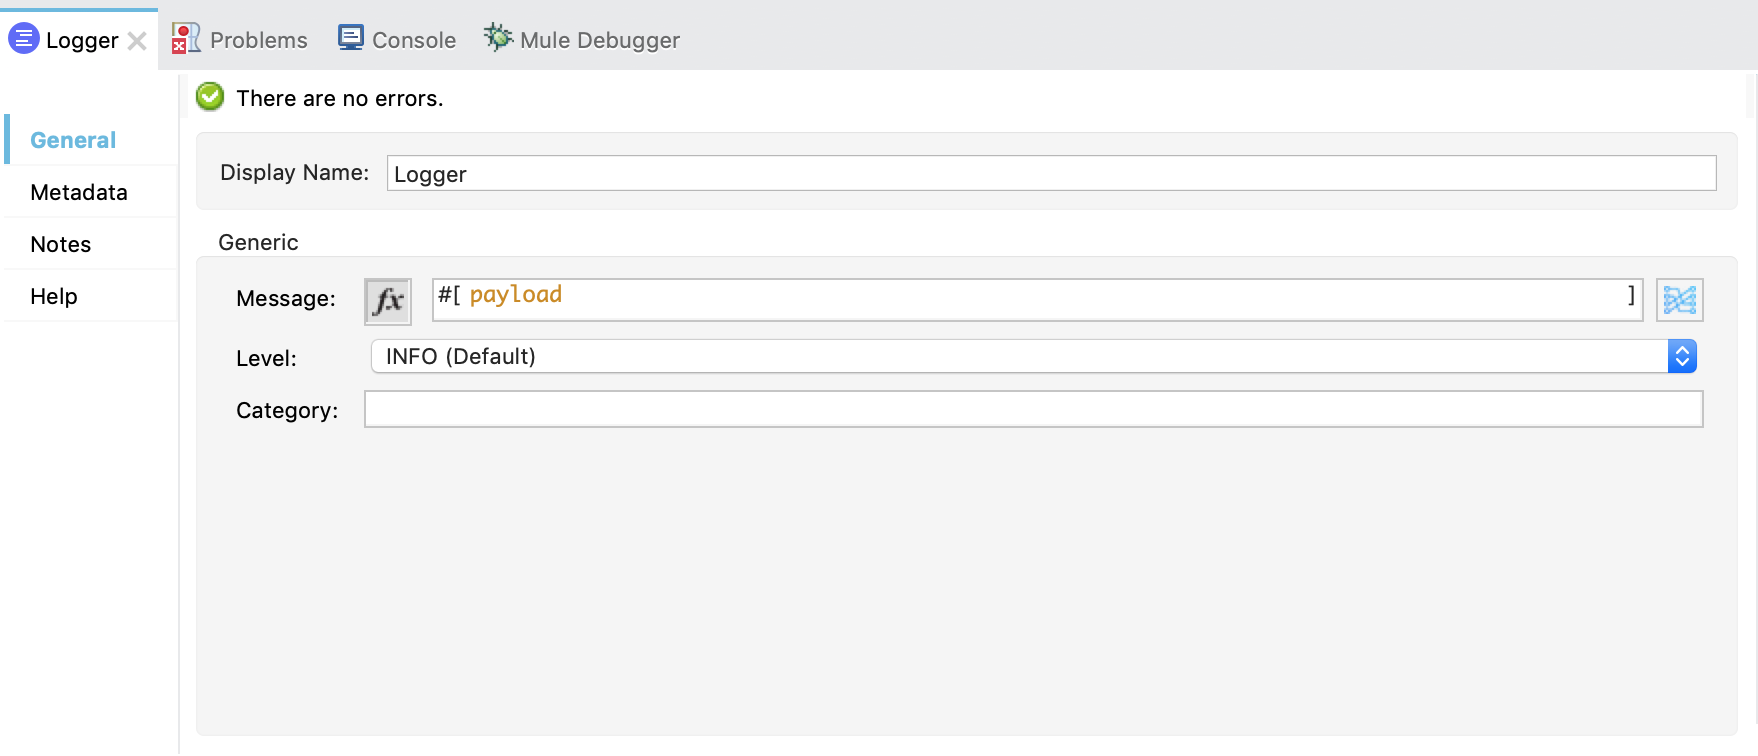 Logger Problems Console Mule Debugger
There are no errors.
General
Metadata
Notes
Help
Display Name: Logger
Generic
Message: fx #[ payload ]
Level: INFO (Default)
Category: